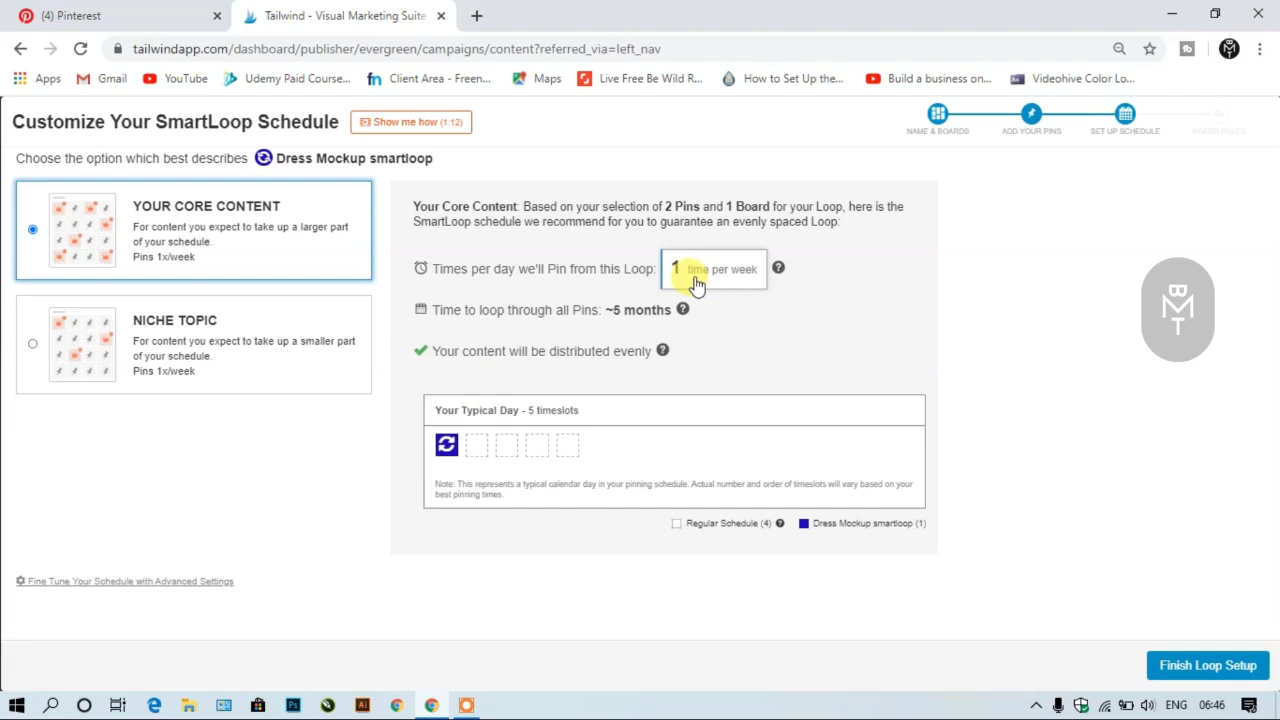 (4) Pinterest
Tailwind - Visual Marketing Suite
tailwindapp.com/dashboard/publisher/evergreen/campaigns/content?referred_via=left_nav
Apps
Gmail
YouTube
Udemy Paid Course...
Client Area - Freen...
Maps
Live Free Be Wild R...
How to Set Up the...
Build a business on...
Videohive Color Lo...
Customize Your SmartLoop Schedule
Show me how (1:12)
NAME & BOARDS
ADD YOUR PINS
SET UP SCHEDULE
BOARD RULES
Choose the option which best describes Dress Mockup smartloop
YOUR CORE CONTENT
For content you expect to take up a larger part
of your schedule.
Pins 1x/week
NICHE TOPIC
For content you expect to take up a smaller part
of your schedule.
Pins 1x/week
Your Core Content: Based on your selection of 2 Pins and 1 Board for your Loop, here is the
SmartLoop schedule we recommend for you to guarantee an evenly spaced Loop:
Times per day we'll Pin from this Loop: 1 time per week
Time to loop through all Pins: ~5 months
Your content will be distributed evenly
Your Typical Day - 5 timeslots
Note: This represents a typical calendar day in your pinning schedule. Actual number and order of timeslots will vary based on your
best pinning times.
Regular Schedule (4)
Dress Mockup smartloop (1)
BMT
Fine Tune Your Schedule with Advanced Settings
Finish Loop Setup
ENG
06:46